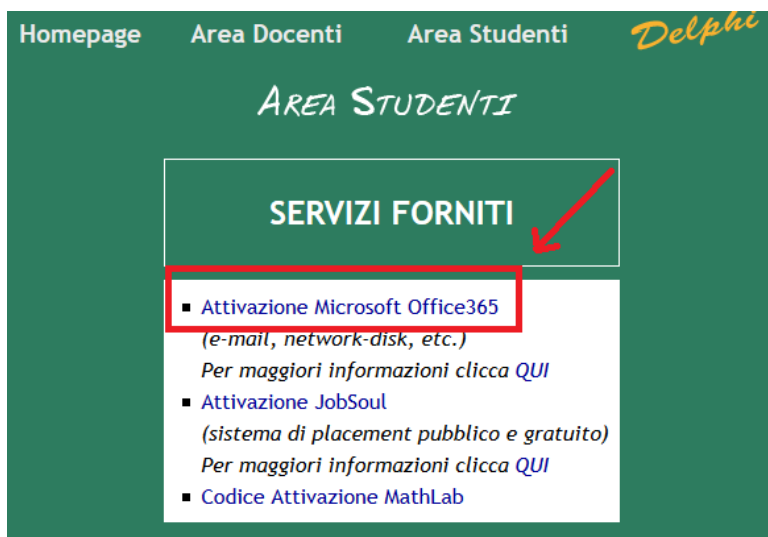 Homepage Area Docenti Area Studenti Delphi
AREA STUDENTI
SERVIZI FORNITI
Attivazione Microsoft Office365
(e-mail, network-disk, etc.)
Per maggiori informazioni clicca QUI
Attivazione JobSoul
(sistema di placement pubblico e gratuito)
Per maggiori informazioni clicca QUI
Codice Attivazione MathLab